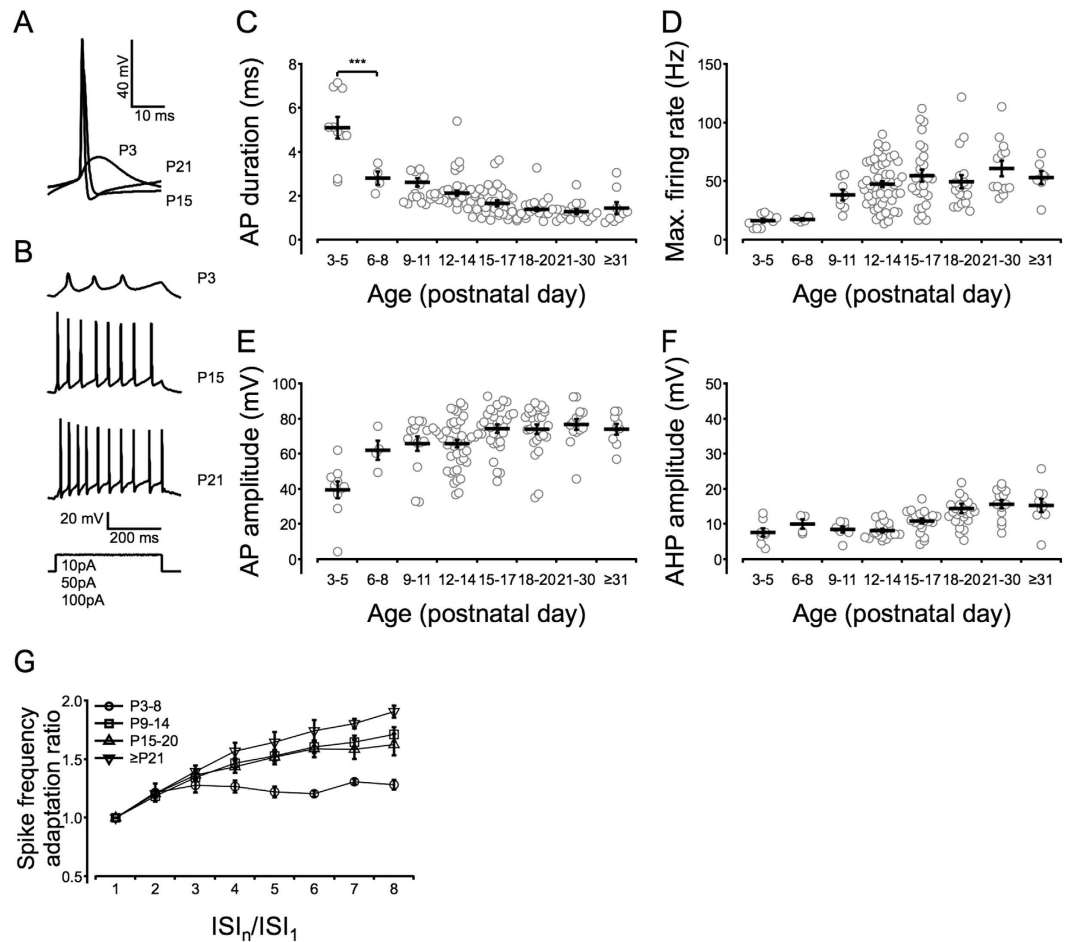 A
40 mV
10 ms
P3
P21
P15
B
P3
P15
P21
20 mV
200 ms
10pA
50pA
100pA
C
AP duration (ms)
8
6
4
2
0
***
3-5 6-8 9-11 12-14 15-17 18-20 21-30 ≥31
Age (postnatal day)
D
Max. firing rate (Hz)
150
100
50
0
3-5 6-8 9-11 12-14 15-17 18-20 21-30 ≥31
Age (postnatal day)
E
AP amplitude (mV)
100
80
60
40
20
0
3-5 6-8 9-11 12-14 15-17 18-20 21-30 ≥31
Age (postnatal day)
F
AHP amplitude (mV)
50
40
30
20
10
0
3-5 6-8 9-11 12-14 15-17 18-20 21-30 ≥31
Age (postnatal day)
G
Spike frequency
adaptation ratio
2.0
1.5
1.0
0.5
P3-8
P9-14
P15-20
≥P21
1 2 3 4 5 6 7 8
ISIn/ISI1